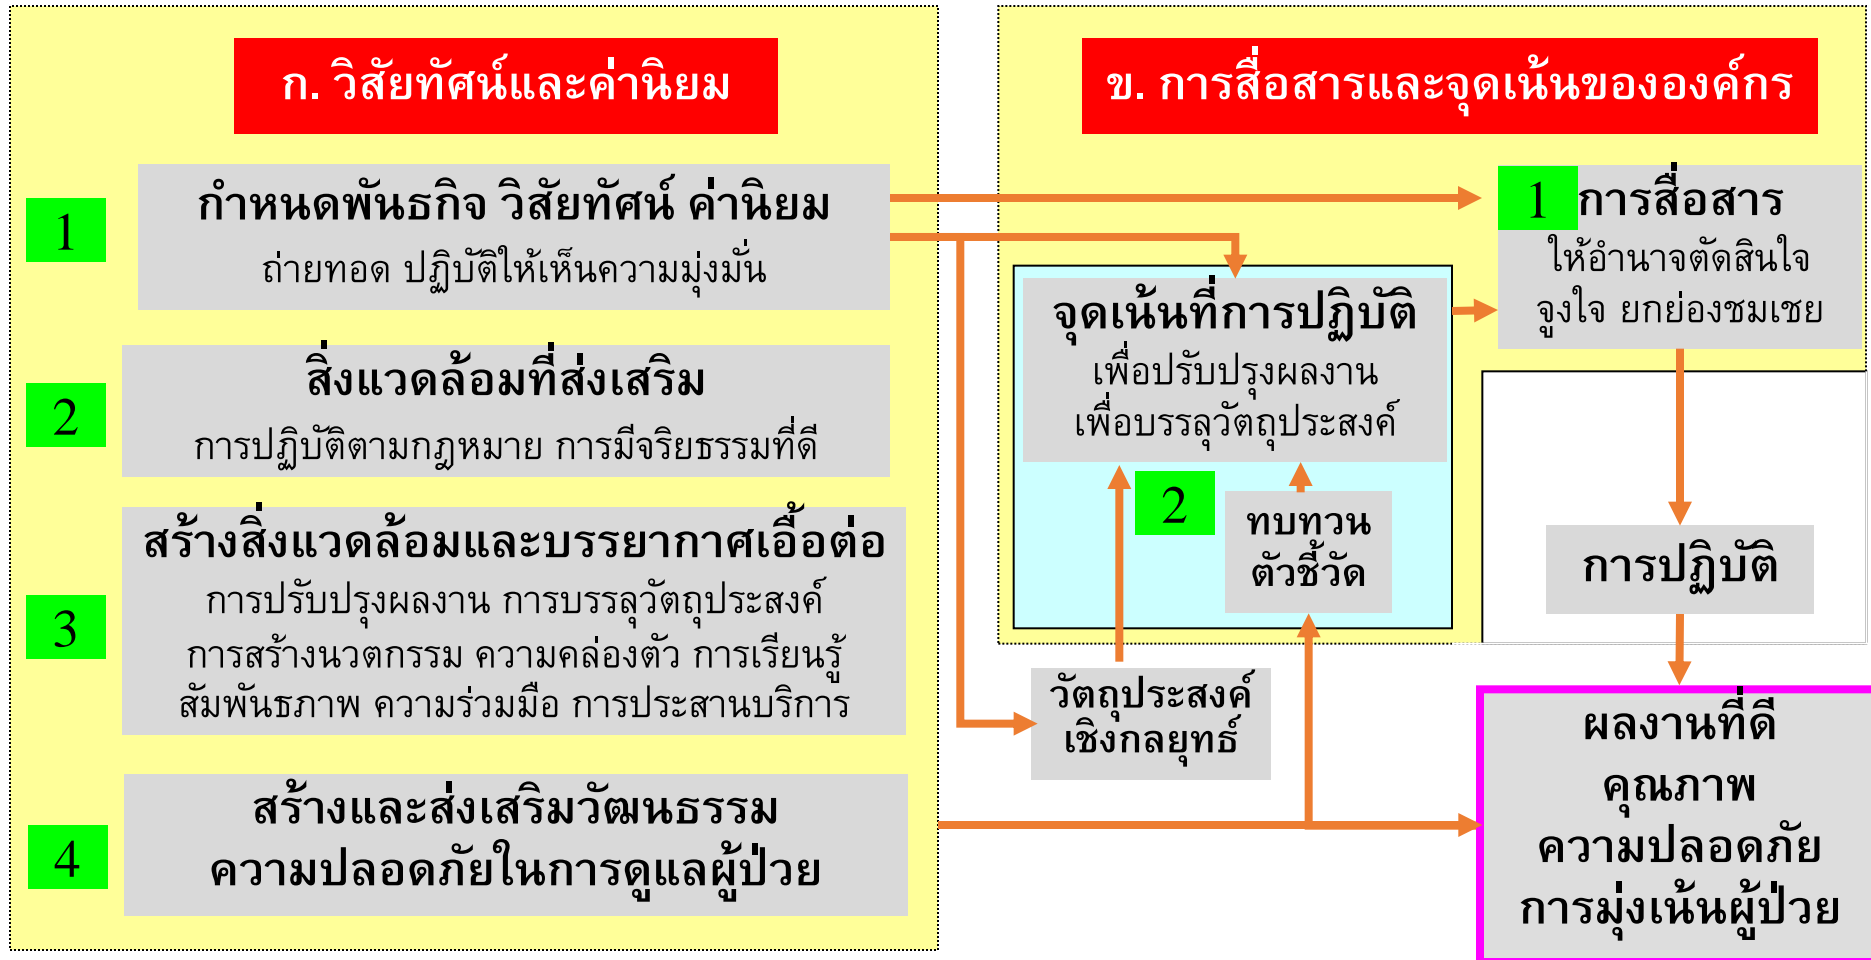 ก. วิสัยทัศน์และค่านิยม
1
กำหนดพันธกิจ วิสัยทัศน์ ค่านิยม
ถ่ายทอด ปฏิบัติให้เห็นความมุ่งมั่น
2
สิ่งแวดล้อมที่ส่งเสริม
การปฏิบัติตามกฎหมาย การมีจริยธรรมที่ดี
3
สร้างสิ่งแวดล้อมและบรรยากาศเอื้อต่อ
การปรับปรุงผลงาน การบรรลุวัตถุประสงค์
การสร้างนวตกรรม ความคล่องตัว การเรียนรู้
สัมพันธภาพ ความร่วมมือ การประสานบริการ
4
สร้างและส่งเสริมวัฒนธรรม
ความปลอดภัยในการดูแลผู้ป่วย
ข. การสื่อสารและจุดเน้นขององค์กร
1
การสื่อสาร
ให้อำนาจตัดสินใจ
จูงใจ ยกย่องชมเชย
จุดเน้นที่การปฏิบัติ
เพื่อปรับปรุงผลงาน
เพื่อบรรลุวัตถุประสงค์
2
ทบทวน
ตัวชี้วัด
วัตถุประสงค์
เชิงกลยุทธ์
การปฏิบัติ
ผลงานที่ดี
คุณภาพ
ความปลอดภัย
การมุ่งเน้นผู้ป่วย